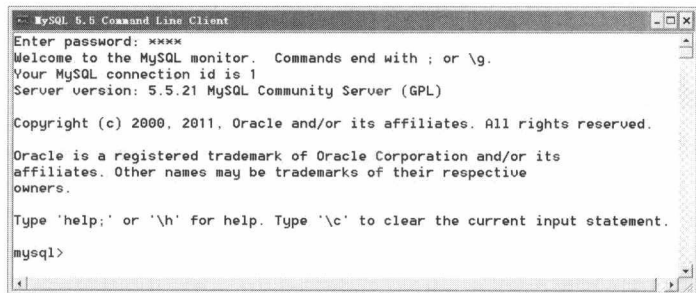 MySQL 5.5 Command Line Client
Enter password: ****
Welcome to the MySQL monitor.  Commands end with ; or \g.
Your MySQL connection id is 1
Server version: 5.5.21 MySQL Community Server (GPL)
Copyright (c) 2000, 2011, Oracle and/or its affiliates. All rights reserved.
Oracle is a registered trademark of Oracle Corporation and/or its
affiliates. Other names may be trademarks of their respective
owners.
Type 'help;' or '\h' for help. Type '\c' to clear the current input statement.
mysql>